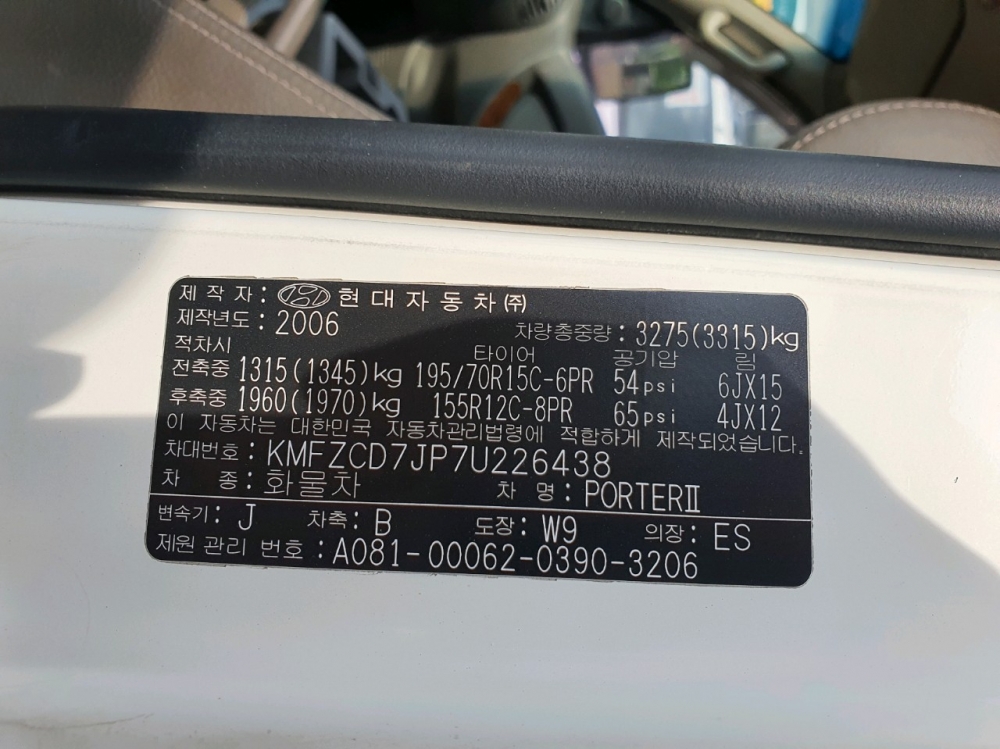 제 작 자 : 현 대 자 동 차 ㈜
제작년도 : 2006 차량총중량 : 3275(3315)kg
적차시 타이어 공기압 림
전축중 1315(1345)kg 195/70R15C-6PR 54psi 6JX15
후축중 1960(1970)kg 155R12C-8PR 65psi 4JX12
이 자동차는 대한민국 자동차관리법령에 적합하게 제작되었습니다.
차대번호 : KMFZCD7JP7U226438
차 종 : 화물차 차 명 : PORTERⅡ
변속기 : J 차축 : B 도장 : W9 의장 : ES
제원 관리 번호 : A081-00062-0390-3206